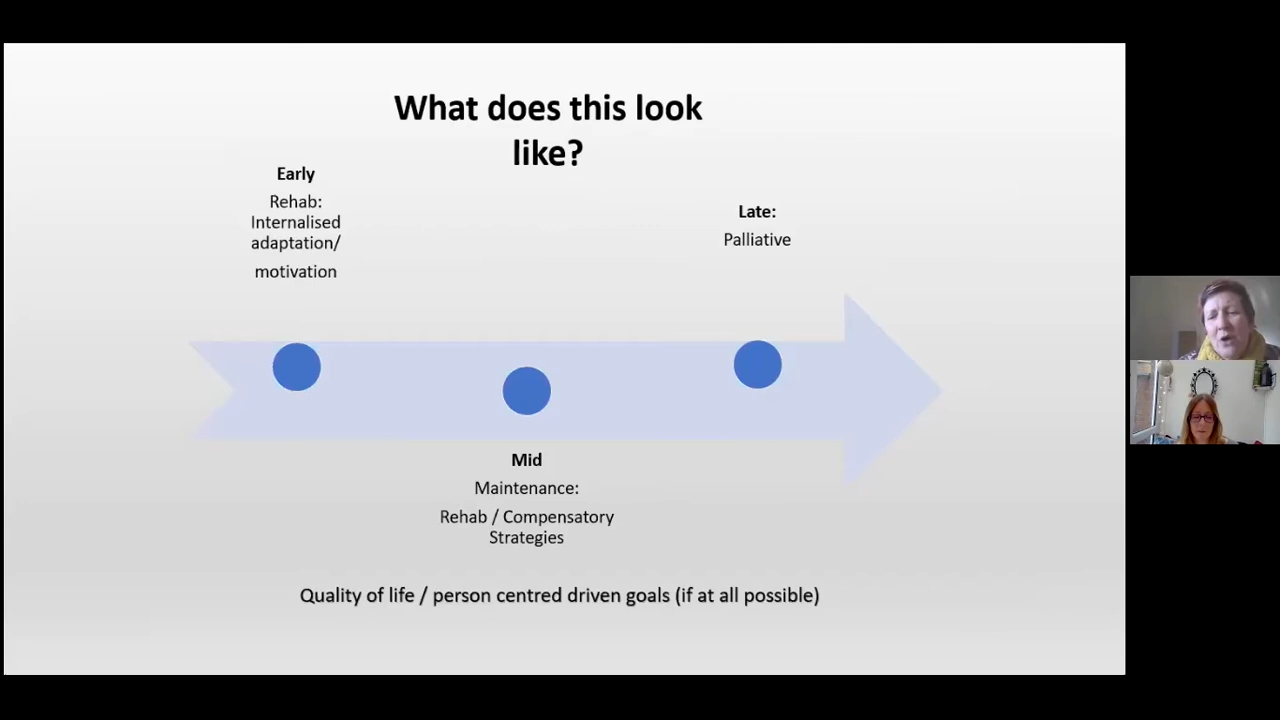 What does this look
like?
Early
Rehab:
Internalised
adaptation/
motivation
Late:
Palliative
Mid
Maintenance:
Rehab / Compensatory
Strategies
Quality of life / person centred driven goals (if at all possible)